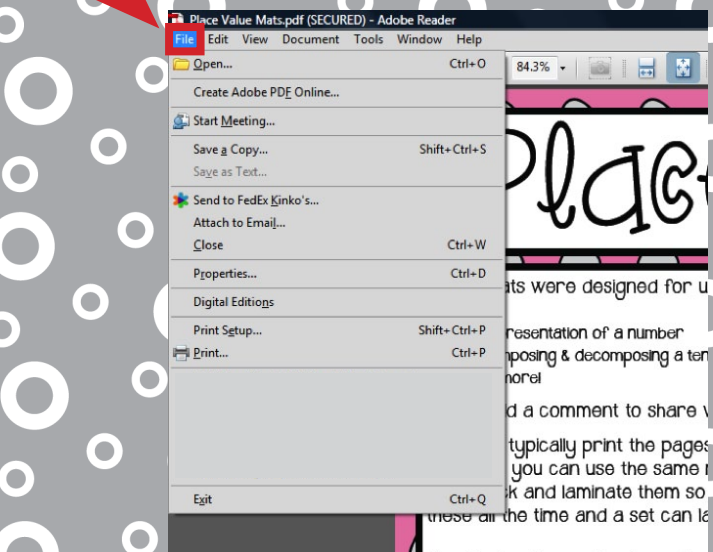 Place Value Mats.pdf (SECURED) - Adobe Reader
File Edit View Document Tools Window Help
Open... Ctrl+O
84.3%
Create Adobe PDF Online...
Start Meeting...
Save a Copy... Shift+Ctrl+S
Save as Text...
Send to FedEx Kinko's...
Attach to Email...
Close Ctrl+W
Properties... Ctrl+D
Digital Editions
Print Setup... Shift+Ctrl+P
Print... Ctrl+P
Exit Ctrl+Q
Plac
ats were designed for u
resentation of a number
posing & decomposing a ten
more!
d a comment to share
typically print the pages
you can use the same
k and laminate them so
these all the time and a set can la